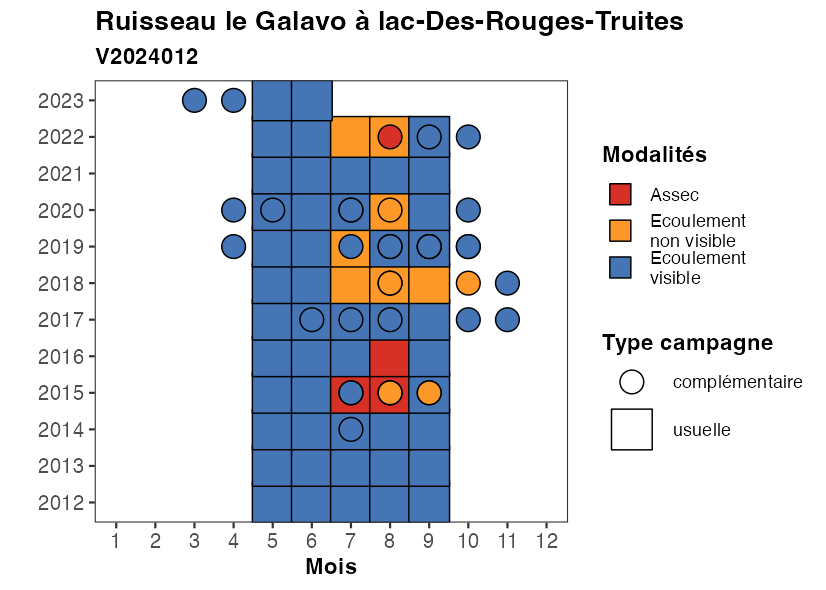 Ruisseau le Galavo à lac-Des-Rouges-Truites
V2024012
2023
2022
2021
2020
2019
2018
2017
2016
2015
2014
2013
2012
1 2 3 4 5 6 7 8 9 10 11 12
Mois
Modalités
Assec
Ecoulement
non visible
Ecoulement
visible
Type campagne
complémentaire
usuelle